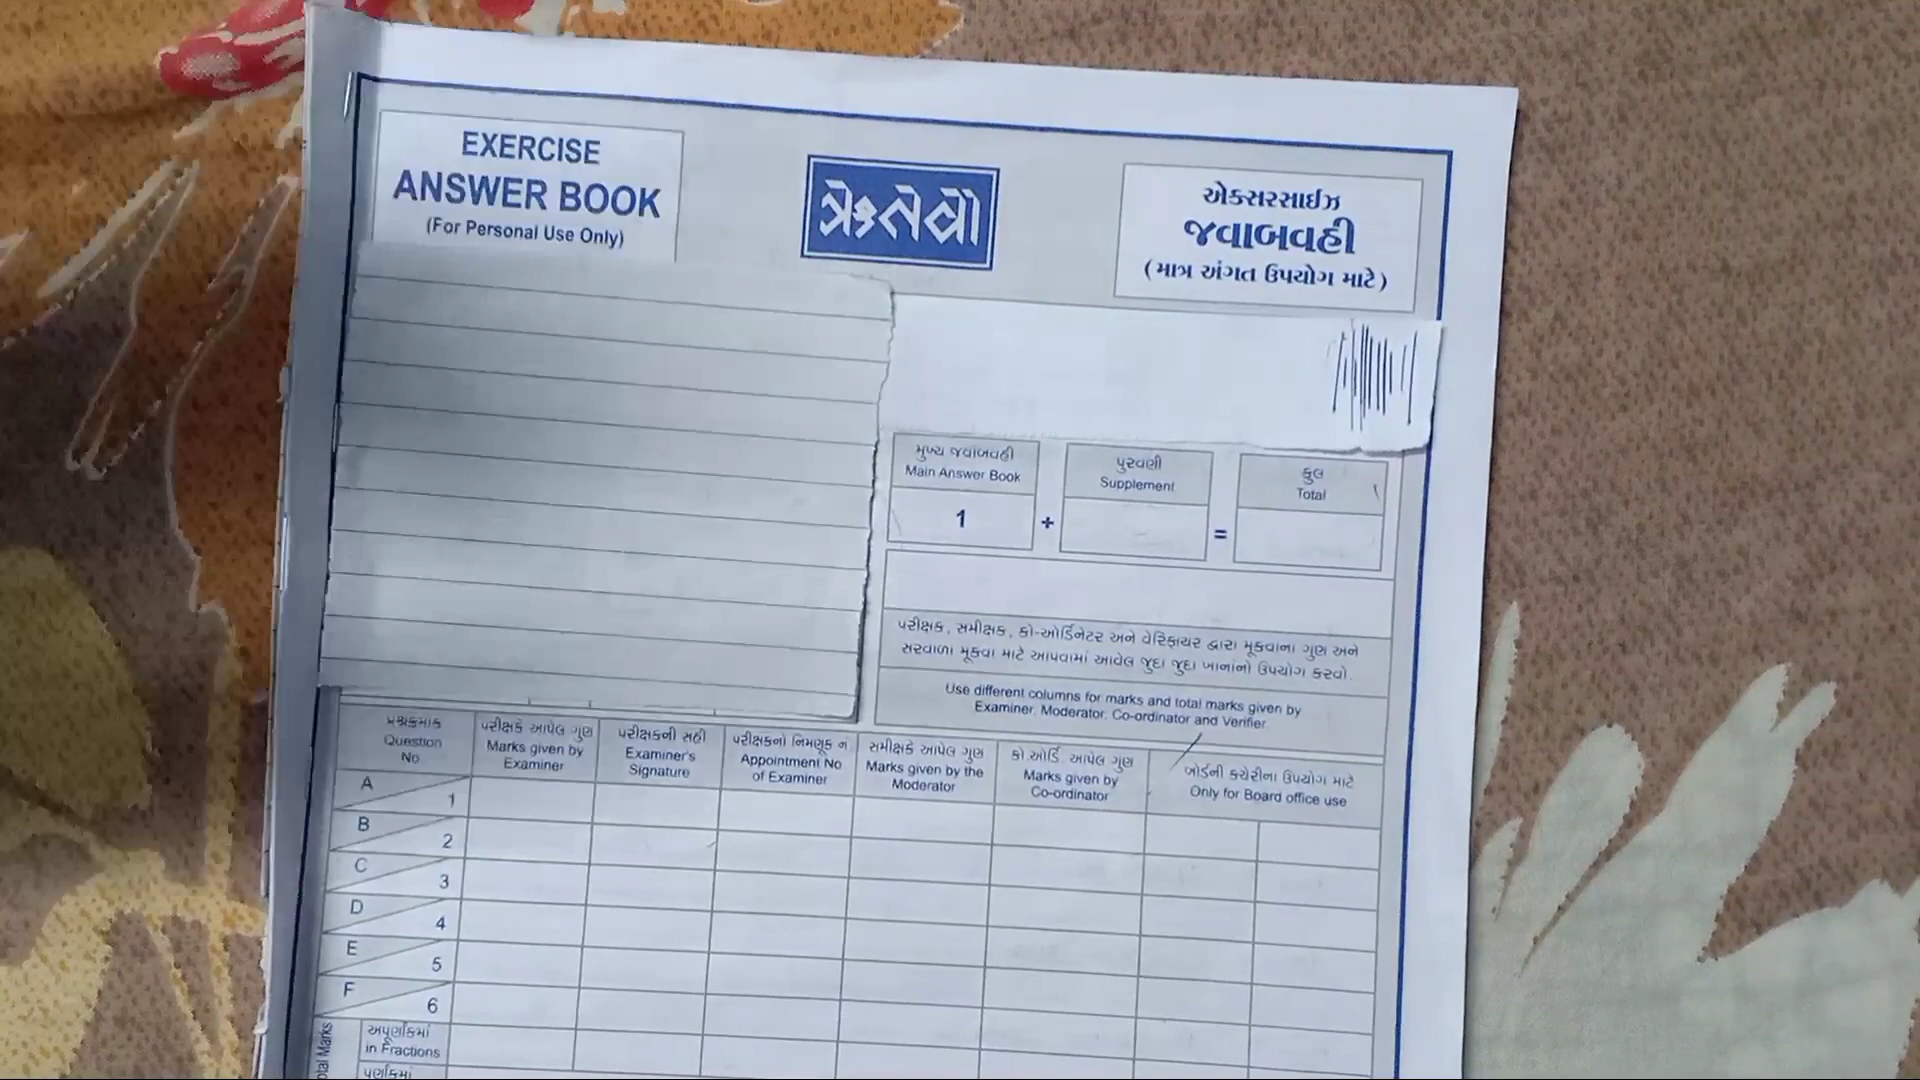 EXERCISE
ANSWER BOOK
(For Personal Use Only)
એક્સરસાઈઝ
જવાબવહી
(માત્ર અંગત ઉપયોગ માટે)
મુખ્ય જવાબવહી
Main Answer Book
1
+
પુરવણી
Supplement
=
કુલ
Total
પરીક્ષક, સમીક્ષક, કો-ઓર્ડિનેટર અને વેરિફાયર દ્વારા મૂકવાના ગુણ અને
સરવાળા મૂકવા માટે આપવામાં આવેલ જુદા જુદા ખાનાંનો ઉપયોગ કરવો.
Use different columns for marks and total marks given by
Examiner, Moderator, Co-ordinator and Verifier
પ્રશ્નક્રમાંક
Question
No
પરીક્ષકે આપેલ ગુણ
Marks given by
Examiner
પરીક્ષકની સહી
Examiner's
Signature
પરીક્ષકનો નિમણૂક નં
Appointment No
of Examiner
સમીક્ષકે આપેલ ગુણ
Marks given by the
Moderator
કો.ઓર્ડિ. આપેલ ગુણ
Marks given by
Co-ordinator
બોર્ડની કચેરીના ઉપયોગ માટે
Only for Board office use
A 1
B 2
C 3
D 4
E 5
F 6
અપૂર્ણાંકમાં
in Fractions
Marks